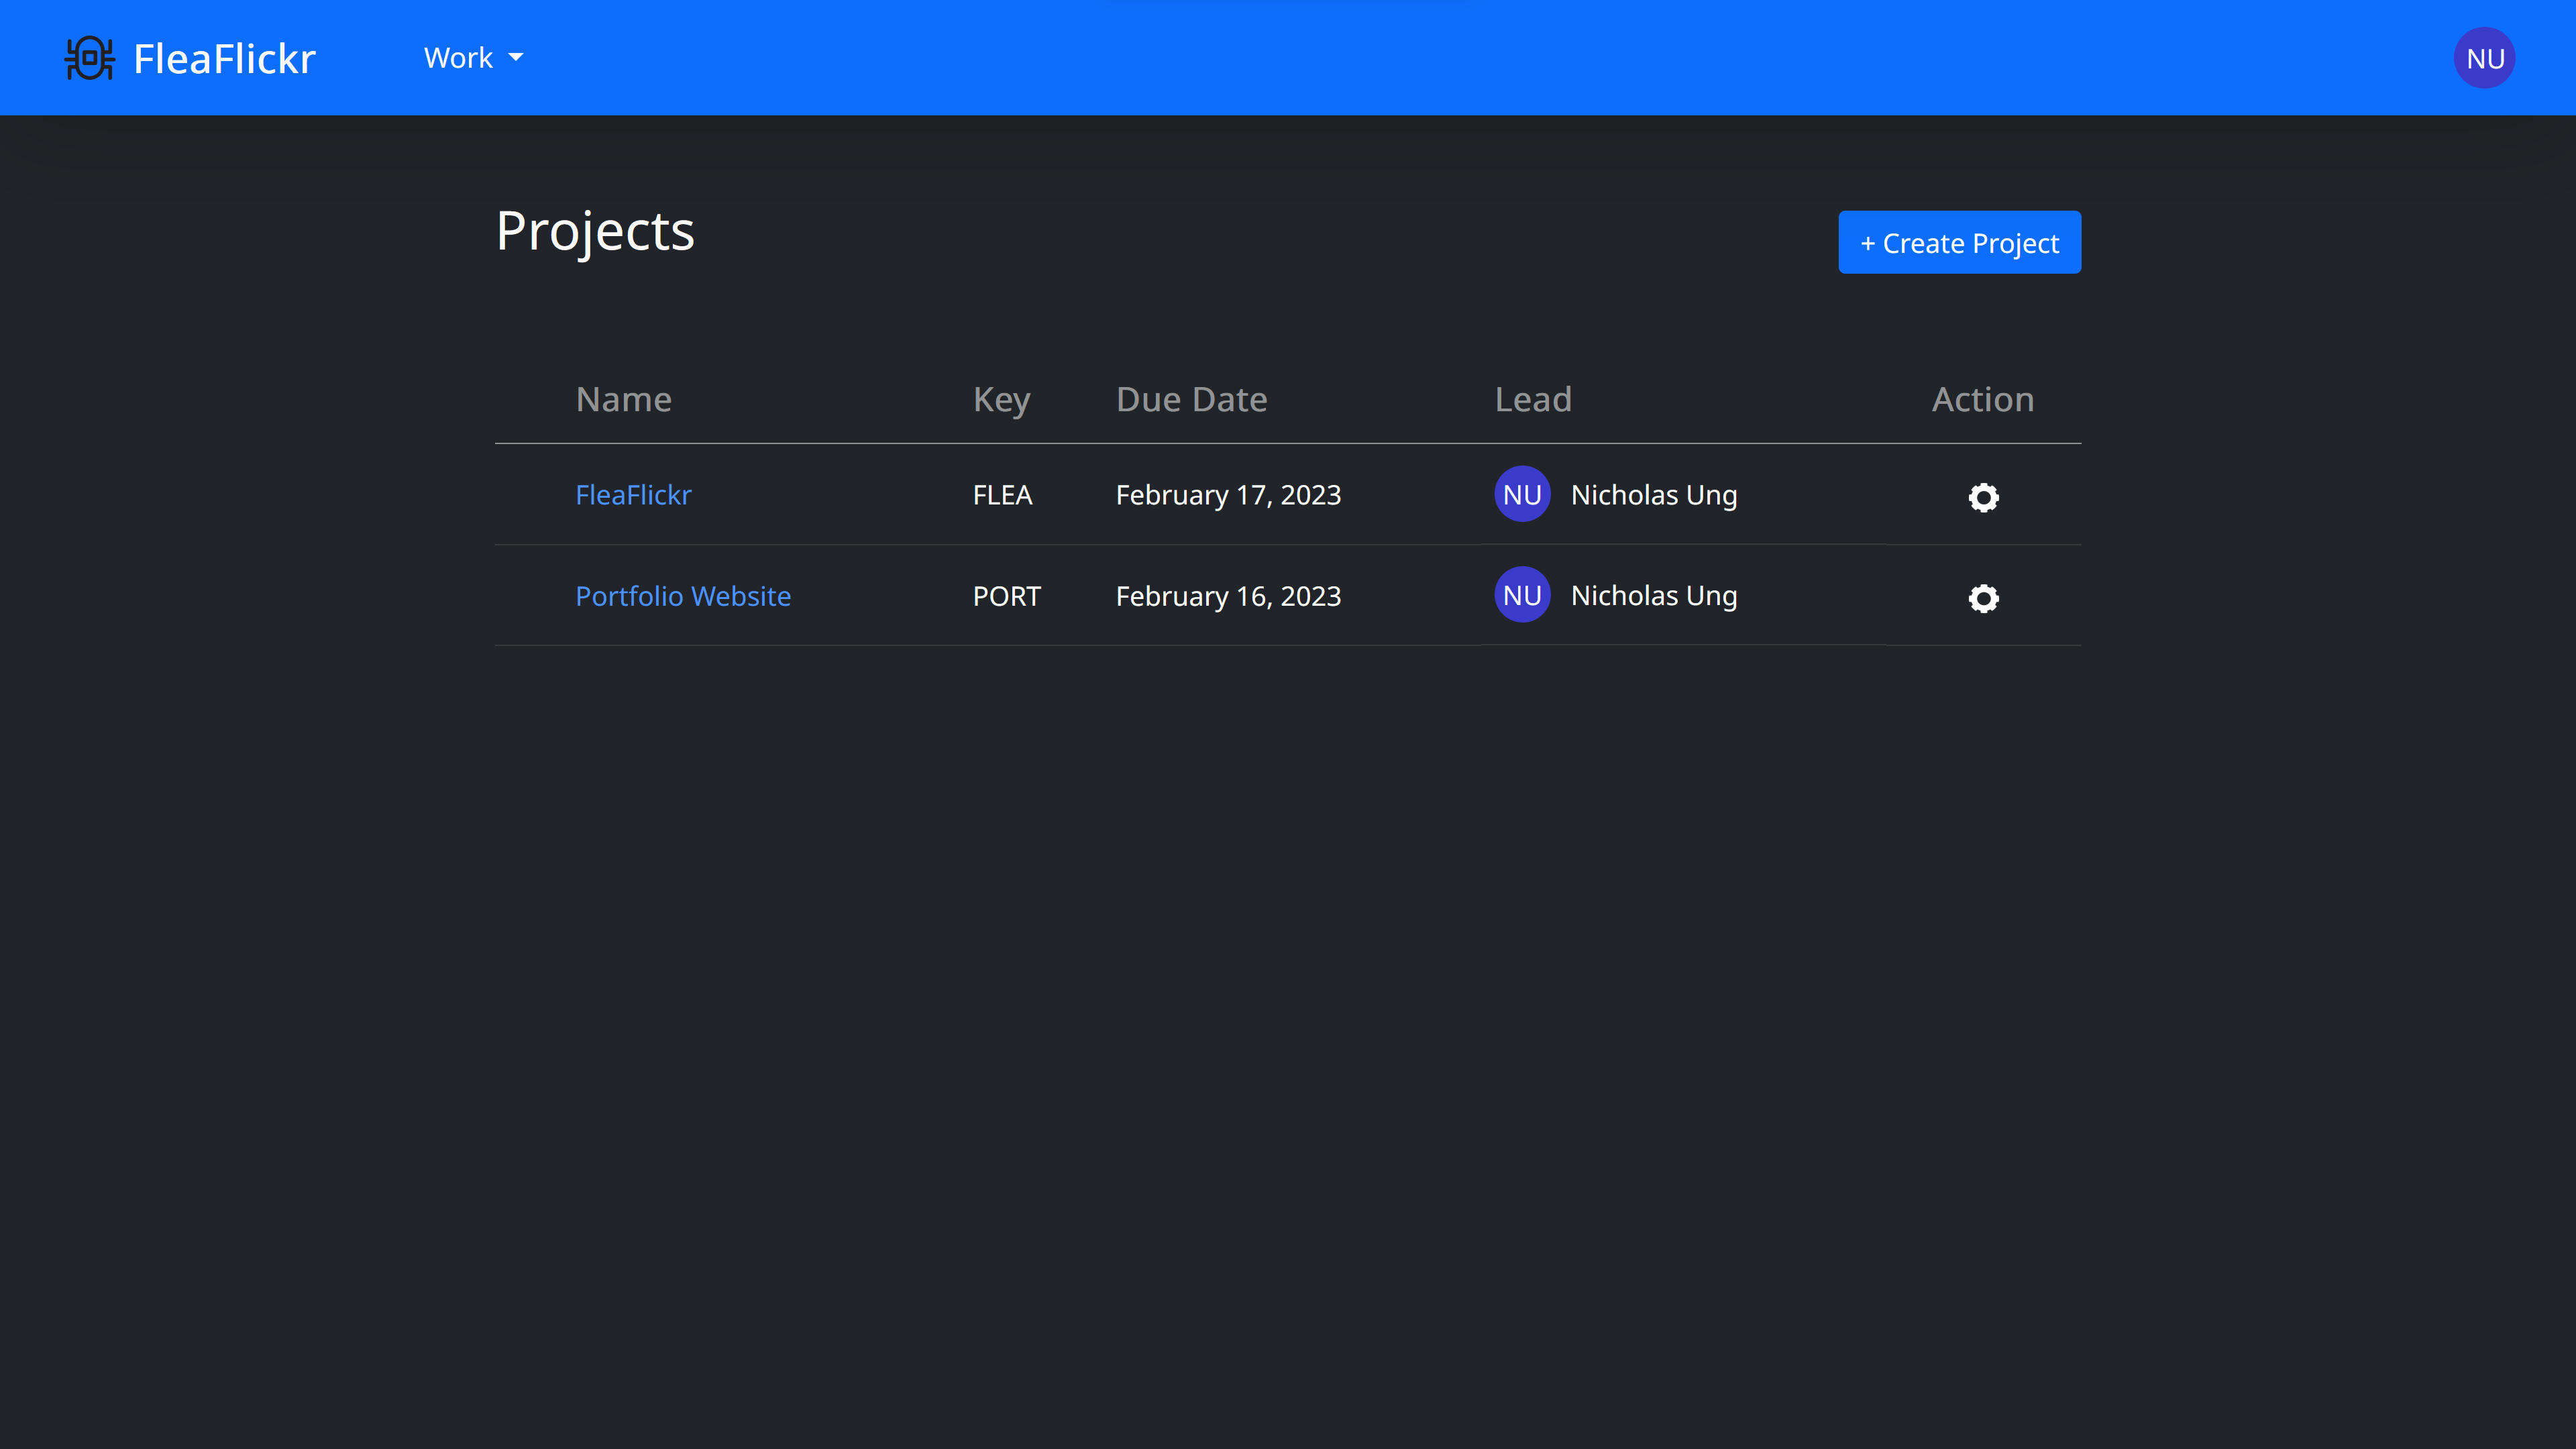 FleaFlickr Work NU
Projects + Create Project
Name Key Due Date Lead Action
FleaFlickr FLEA February 17, 2023 NU Nicholas Ung
Portfolio Website PORT February 16, 2023 NU Nicholas Ung